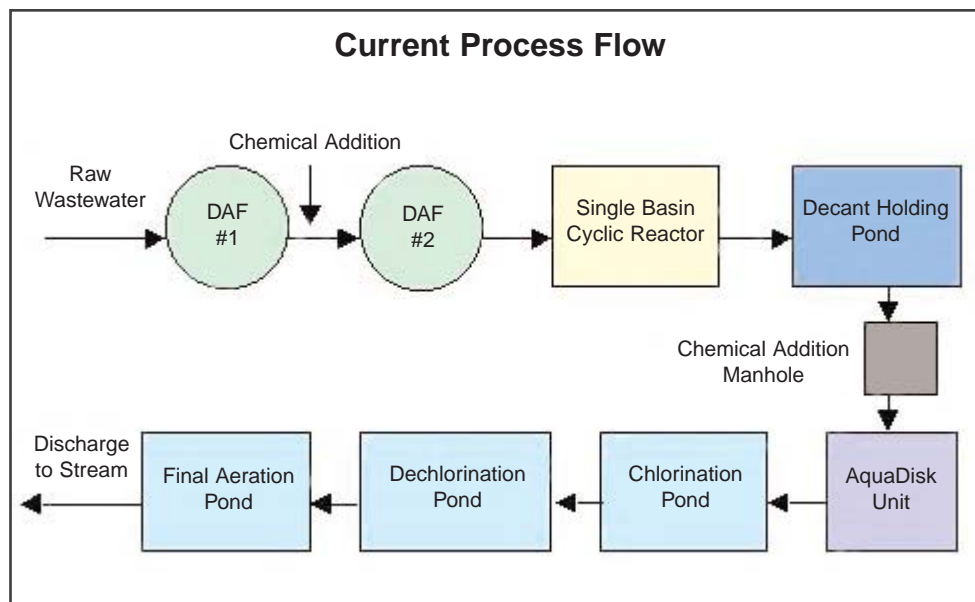 Current Process Flow
Chemical Addition
Raw
Wastewater
DAF
#1
DAF
#2
Single Basin
Cyclic Reactor
Decant Holding
Pond
Chemical Addition
Manhole
AquaDisk
Unit
Chlorination
Pond
Dechlorination
Pond
Final Aeration
Pond
Discharge
to Stream